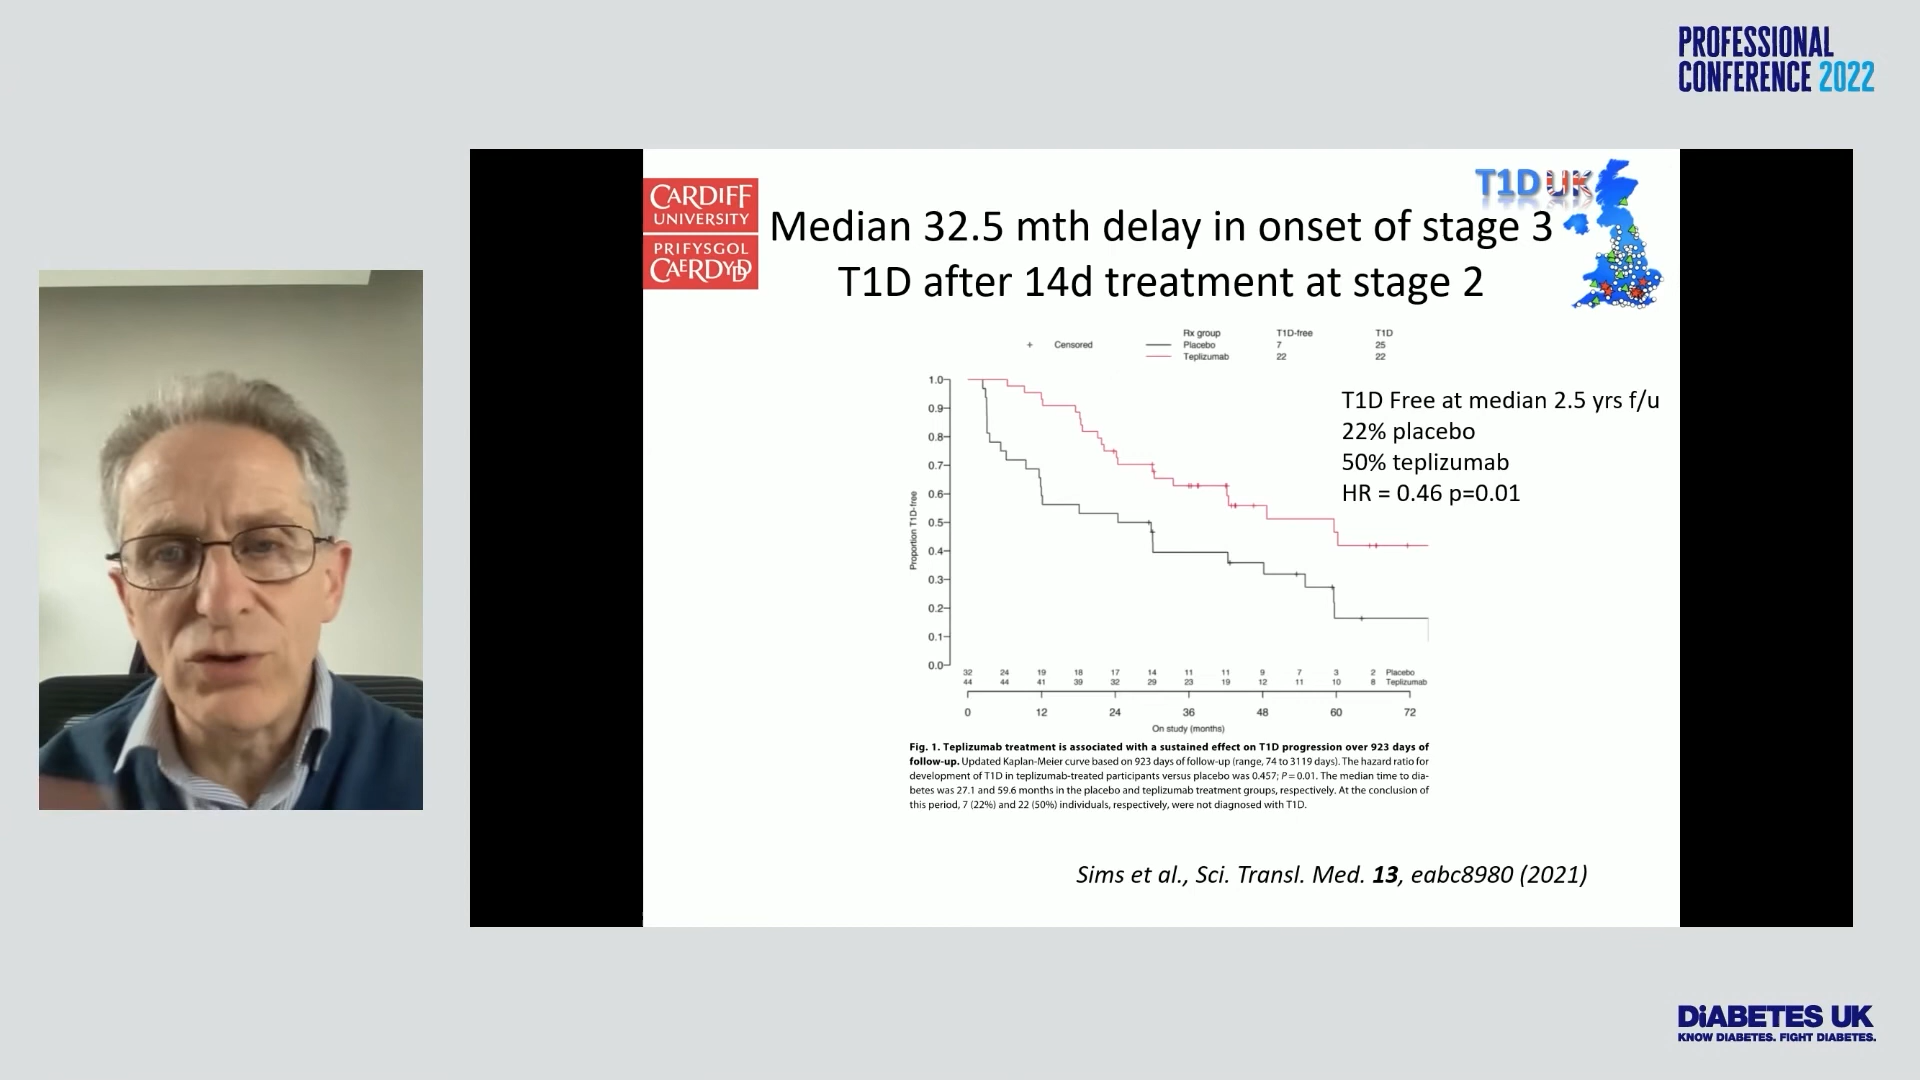 PROFESSIONAL
CONFERENCE 2022
CARDIFF
UNIVERSITY
PRIFYSGOL
CAERDYDD
T1D UK
Median 32.5 mth delay in onset of stage 3
T1D after 14d treatment at stage 2
Rx group T1D-free T1D
+ Censored Placebo 7 25
Teplizumab 22 22
T1D Free at median 2.5 yrs f/u
22% placebo
50% teplizumab
HR = 0.46 p=0.01
Proportion T1D-free
1.0
0.9
0.8
0.7
0.6
0.5
0.4
0.3
0.2
0.1
0.0
32 24 19 18 17 14 11 11 9 7 3 2 Placebo
44 44 41 39 32 29 23 19 12 11 10 8 Teplizumab
0 12 24 36 48 60 72
On study (months)
Fig. 1. Teplizumab treatment is associated with a sustained effect on T1D progression over 923 days of
follow-up. Updated Kaplan-Meier curve based on 923 days of follow-up (range, 74 to 3119 days). The hazard ratio for
development of T1D in teplizumab-treated participants versus placebo was 0.457; P = 0.01. The median time to dia-
betes was 27.1 and 59.6 months in the placebo and teplizumab treatment groups, respectively. At the conclusion of
this period, 7 (22%) and 22 (50%) individuals, respectively, were not diagnosed with T1D.
Sims et al., Sci. Transl. Med. 13, eabc8980 (2021)
DiABETES UK
KNOW DIABETES. FIGHT DIABETES.